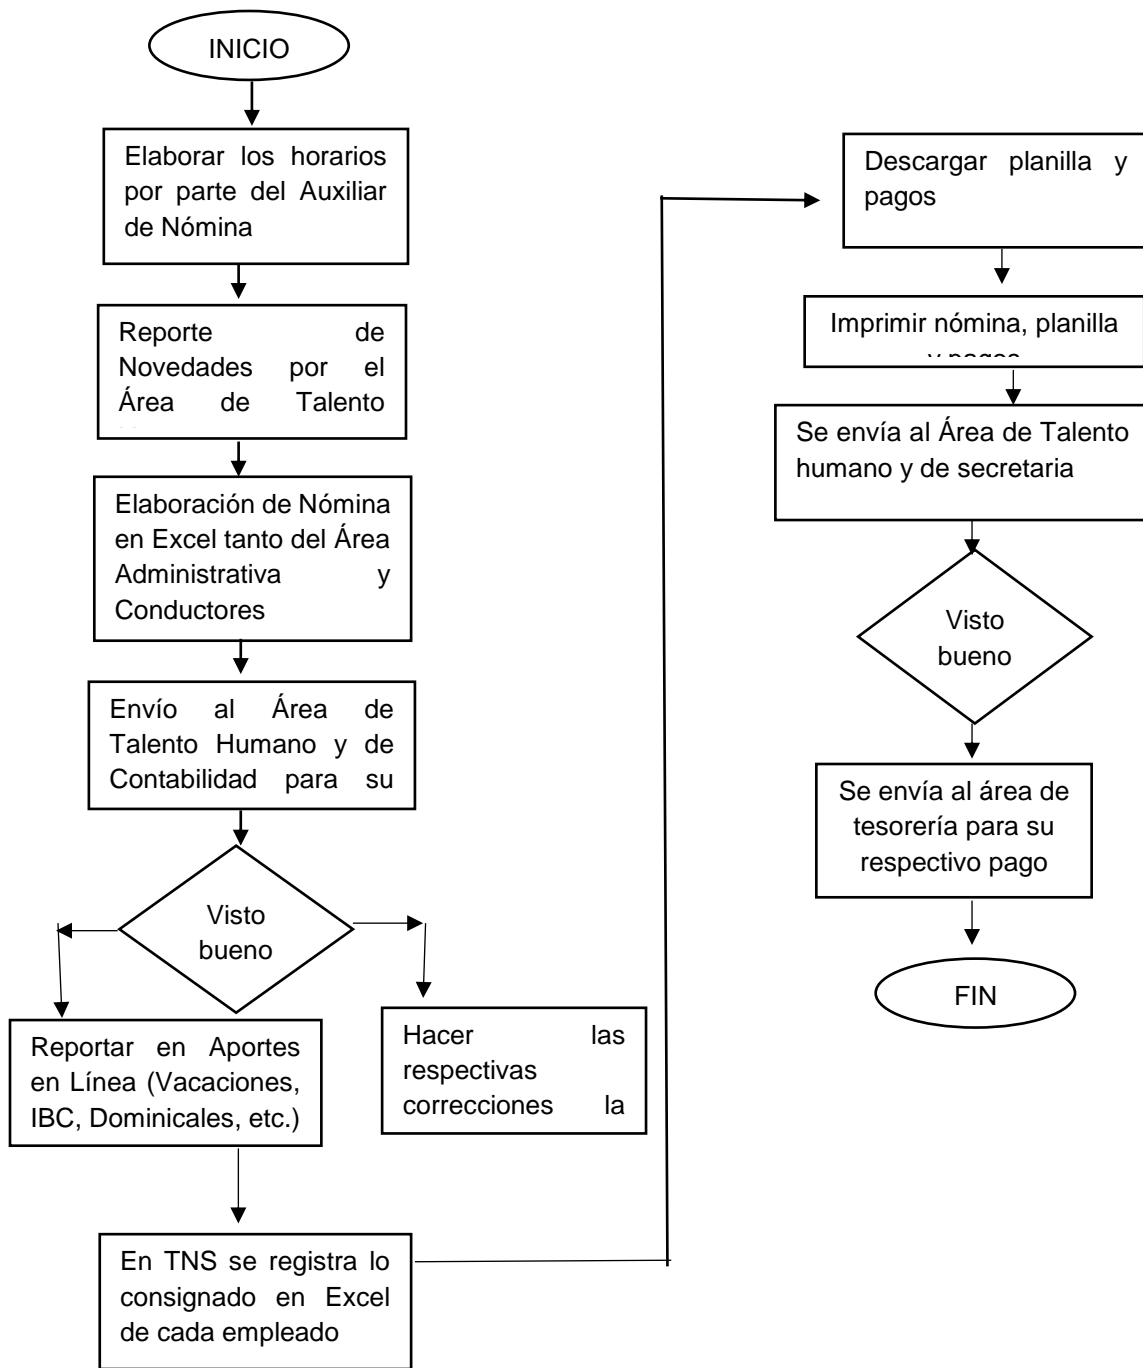 INICIO
Elaborar los horarios
por parte del Auxiliar
de Nómina
Reporte de
Novedades por el
Área de Talento
Elaboración de Nómina
en Excel tanto del Área
Administrativa y
Conductores
Envío al Área de
Talento Humano y de
Contabilidad para su
Visto
bueno
Reportar en Aportes
en Línea (Vacaciones,
IBC, Dominicales, etc.)
Hacer las
respectivas
correcciones la
En TNS se registra lo
consignado en Excel
de cada empleado
Descargar planilla y
pagos
Imprimir nómina, planilla
y pagos
Se envía al Área de Talento
humano y de secretaria
Visto
bueno
Se envía al área de
tesorería para su
respectivo pago
FIN